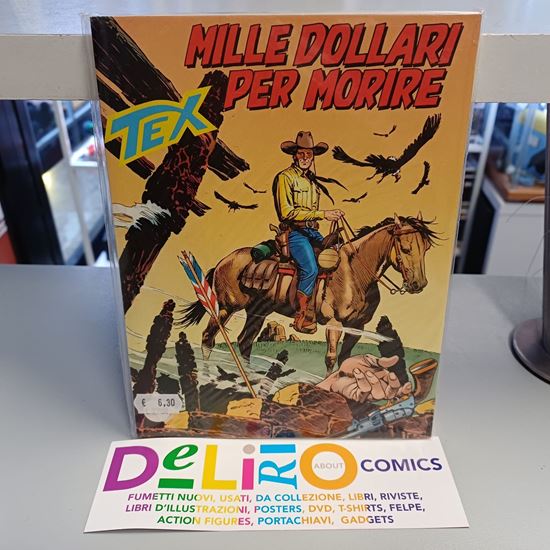 MILLE DOLLARI
PER MORIRE
TEX
€ 6,30
DeLiRiO ABOUT COMICS
FUMETTI NUOVI, USATI, DA COLLEZIONE, LIBRI, RIVISTE,
LIBRI D'ILLUSTRAZIONI, POSTERS, DVD, T-SHIRTS, FELPE,
ACTION FIGURES, PORTACHIAVI, GADGETS